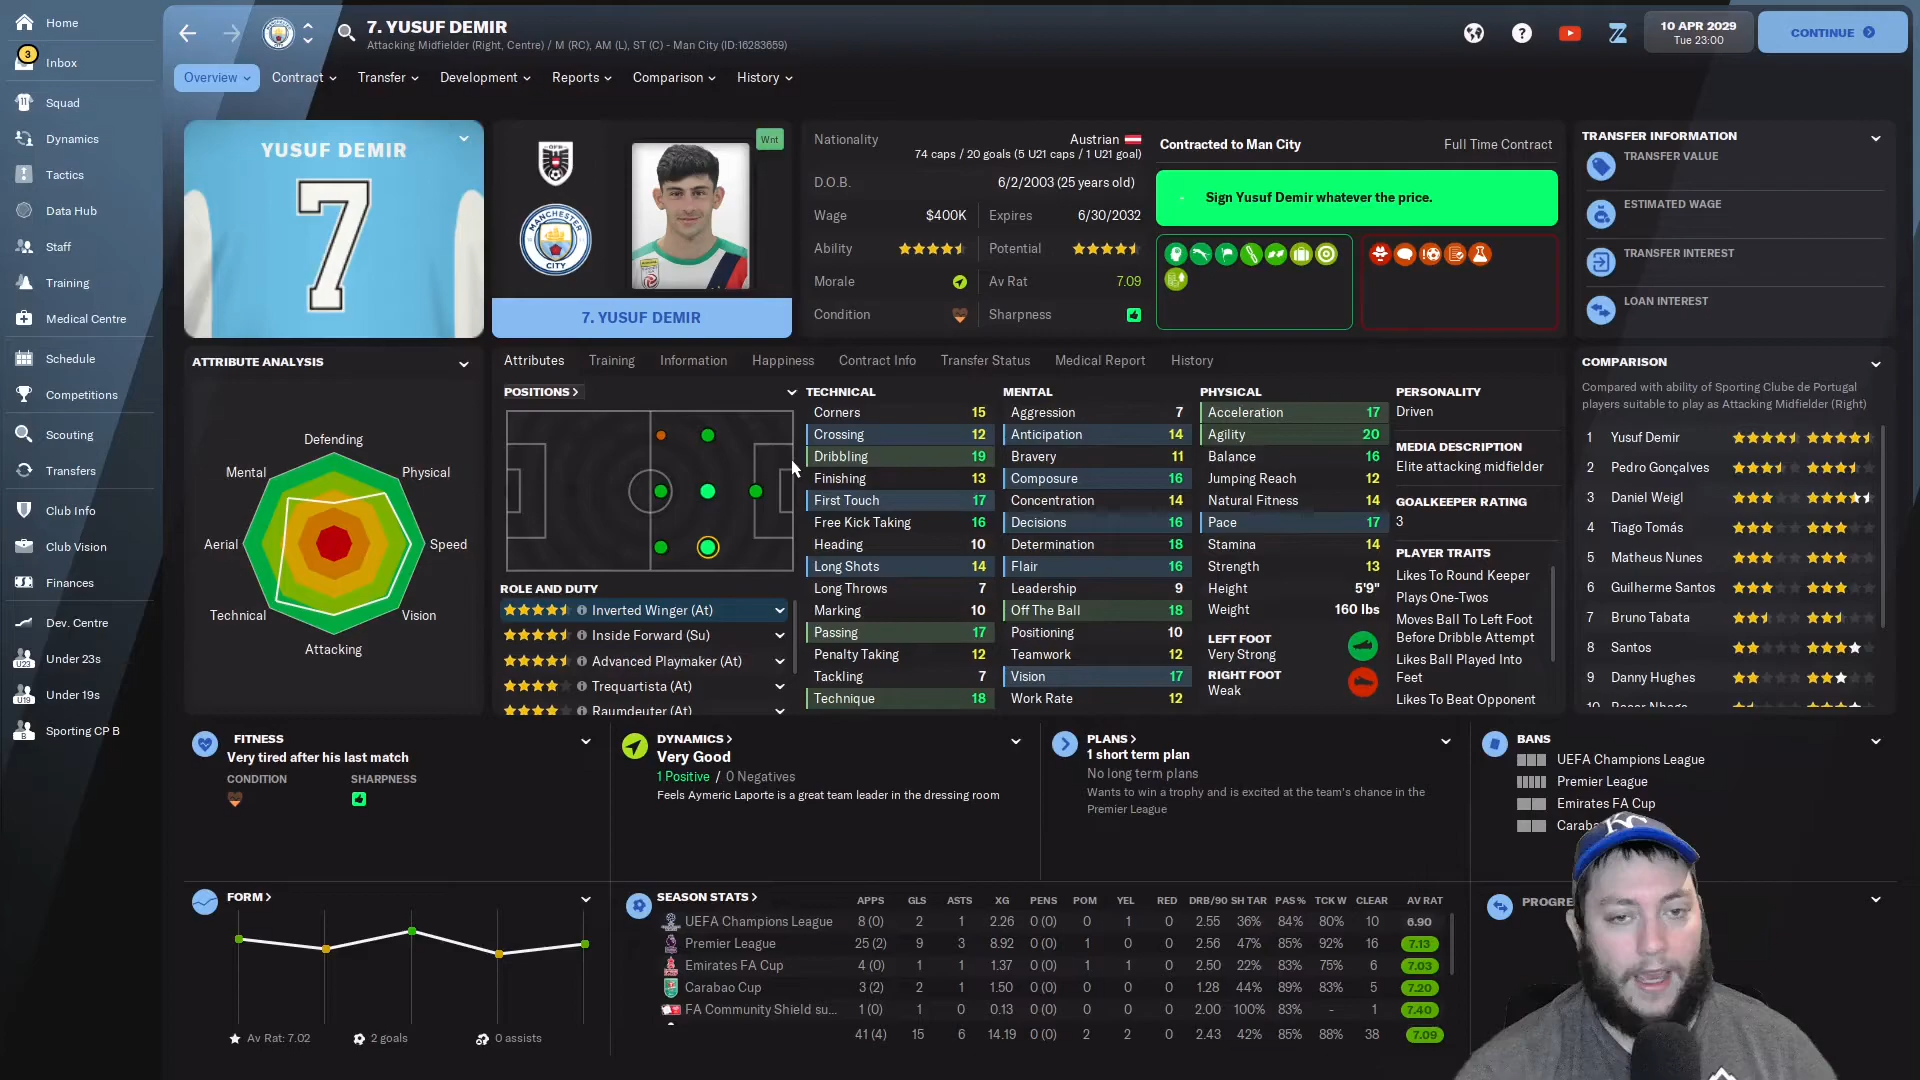 Home
3
Inbox
Squad
Dynamics
Tactics
Data Hub
Staff
Training
Medical Centre
Schedule
Competitions
Scouting
Transfers
Club Info
Club Vision
Finances
Dev. Centre
U23 Under 23s
U19 Under 19s
B Sporting CP B
7. YUSUF DEMIR
Attacking Midfielder (Right, Centre) / M (RC), AM (L), ST (C) - Man City (ID:16283659)
10 APR 2029
Tue 23:00
CONTINUE
Overview Contract Transfer Development Reports Comparison History
YUSUF DEMIR
7
Wnt
7. YUSUF DEMIR
Nationality Austrian
74 caps / 20 goals (5 U21 caps / 1 U21 goal)
D.O.B. 6/2/2003 (25 years old)
Wage $400K Expires 6/30/2032
Ability Potential
Morale Av Rat 7.09
Condition Sharpness
Contracted to Man City Full Time Contract
- Sign Yusuf Demir whatever the price.
TRANSFER INFORMATION
TRANSFER VALUE
ESTIMATED WAGE
TRANSFER INTEREST
LOAN INTEREST
ATTRIBUTE ANALYSIS
Defending
Mental Physical
Aerial Speed
Technical Vision
Attacking
Attributes Training Information Happiness Contract Info Transfer Status Medical Report History
POSITIONS >
ROLE AND DUTY
Inverted Winger (At)
Inside Forward (Su)
Advanced Playmaker (At)
Trequartista (At)
Raumdeuter (At)
TECHNICAL
Corners 15
Crossing 12
Dribbling 19
Finishing 13
First Touch 17
Free Kick Taking 16
Heading 10
Long Shots 14
Long Throws 7
Marking 10
Passing 17
Penalty Taking 12
Tackling 7
Technique 18
MENTAL
Aggression 7
Anticipation 14
Bravery 11
Composure 16
Concentration 14
Decisions 16
Determination 18
Flair 16
Leadership 9
Off The Ball 18
Positioning 10
Teamwork 12
Vision 17
Work Rate 12
PHYSICAL
Acceleration 17
Agility 20
Balance 16
Jumping Reach 12
Natural Fitness 14
Pace 17
Stamina 14
Strength 13
Height 5'9"
Weight 160 lbs
LEFT FOOT
Very Strong
RIGHT FOOT
Weak
PERSONALITY
Driven
MEDIA DESCRIPTION
Elite attacking midfielder
GOALKEEPER RATING
3
PLAYER TRAITS
Likes To Round Keeper
Plays One-Twos
Moves Ball To Left Foot
Before Dribble Attempt
Likes Ball Played Into
Feet
Likes To Beat Opponent
COMPARISON
Compared with ability of Sporting Clube de Portugal
players suitable to play as Attacking Midfielder (Right)
1 Yusuf Demir
2 Pedro Gonçalves
3 Daniel Weigl
4 Tiago Tomás
5 Matheus Nunes
6 Guilherme Santos
7 Bruno Tabata
8 Santos
9 Danny Hughes
FITNESS
Very tired after his last match
CONDITION SHARPNESS
DYNAMICS >
Very Good
1 Positive / 0 Negatives
Feels Aymeric Laporte is a great team leader in the dressing room
PLANS >
1 short term plan
No long term plans
Wants to win a trophy and is excited at the team's chance in the
Premier League
BANS
UEFA Champions League
Premier League
Emirates FA Cup
FORM >
Av Rat: 7.02 2 goals 0 assists
SEASON STATS > APPS GLS ASTS XG PENS POM YEL RED DRB/90 SH TAR PAS % TCK W CLEAR AV RAT
UEFA Champions League 8 (0) 2 1 2.26 0 (0) 0 1 0 2.55 36% 84% 80% 10 6.90
Premier League 25 (2) 9 3 8.92 0 (0) 1 0 0 2.56 47% 85% 92% 16 7.13
Emirates FA Cup 4 (0) 1 1 1.37 0 (0) 1 1 0 2.50 22% 83% 75% 6 7.03
Carabao Cup 3 (2) 2 1 1.50 0 (0) 0 0 0 1.28 44% 89% 83% 5 7.20
FA Community Shield su... 1 (0) 1 0 0.13 0 (0) 0 0 0 2.00 100% 83% - 1 7.40
41 (4) 15 6 14.19 0 (0) 2 2 0 2.43 42% 85% 88% 38 7.09